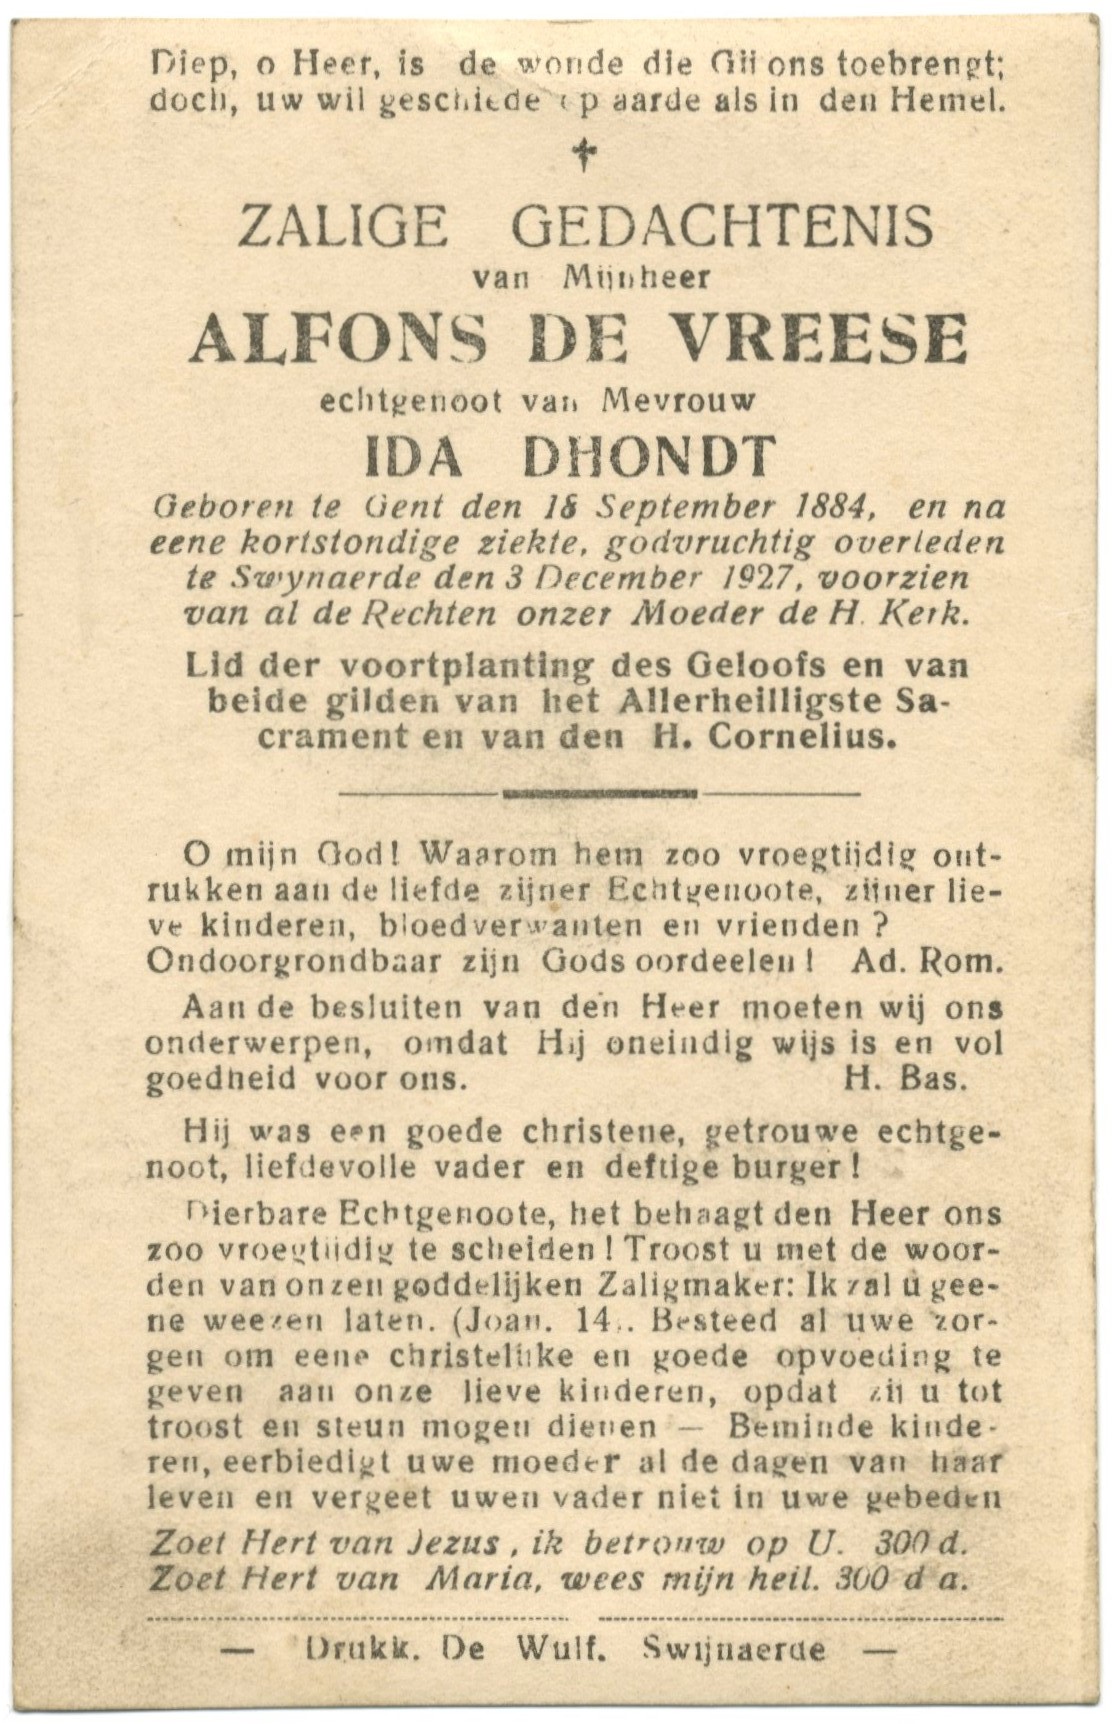 Diep, o Heer, is de wonde die Gij ons toebrengt;
doch, uw wil geschiede op aarde als in den Hemel.
✝
ZALIGE GEDACHTENIS
van Mijnheer
ALFONS DE VREESE
echtgenoot van Mevrouw
IDA DHONDT
Geboren te Gent den 18 September 1884, en na
eene kortstondige ziekte, godvruchtig overleden
te Swynaerde den 3 December 1927, voorzien
van al de Rechten onzer Moeder de H. Kerk.
Lid der voortplanting des Geloofs en van
beide gilden van het Allerheilligste Sa-
crament en van den H. Cornelius.
O mijn God! Waarom hem zoo vroegtijdig ont-
rukken aan de liefde zijner Echtgenoote, zijner lie-
ve kinderen, bloedverwanten en vrienden ?
Ondoorgrondbaar zijn Gods oordeelen! Ad. Rom.
Aan de besluiten van den Heer moeten wij ons
onderwerpen, omdat Hij oneindig wijs is en vol
goedheid voor ons. H. Bas.
Hij was een goede christene, getrouwe echtge-
noot, liefdevolle vader en deftige burger!
Dierbare Echtgenoote, het behaagt den Heer ons
zoo vroegtijdig te scheiden! Troost u met de woor-
den van onzen goddelijken Zaligmaker: Ik zal u gee-
ne weezen laten. (Joan. 14). Besteed al uwe zor-
gen om eene christelijke en goede opvoeding te
geven aan onze lieve kinderen, opdat zij u tot
troost en steun mogen dienen — Beminde kinde-
ren, eerbiedigt uwe moeder al de dagen van haar
leven en vergeet uwen vader niet in uwe gebeden
Zoet Hert van Jezus, ik betrouw op U. 300 d.
Zoet Hert van Maria, wees mijn heil. 300 d a.
— Drukk. De Wulf. Swijnaerde —